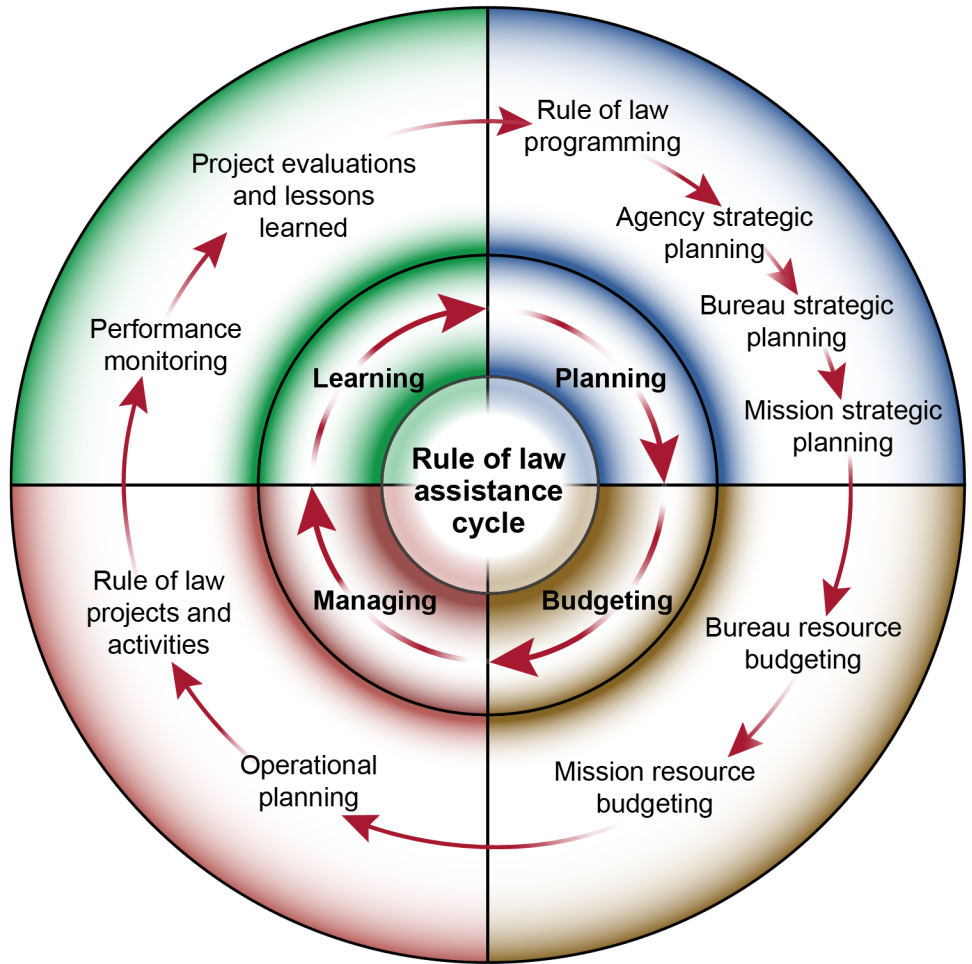 Rule of law
programming
Agency strategic
planning
Bureau strategic
planning
Mission strategic
planning
Bureau resource
budgeting
Mission resource
budgeting
Operational
planning
Rule of law
projects and
activities
Performance
monitoring
Project evaluations
and lessons
learned
Learning
Planning
Budgeting
Managing
Rule of law
assistance
cycle